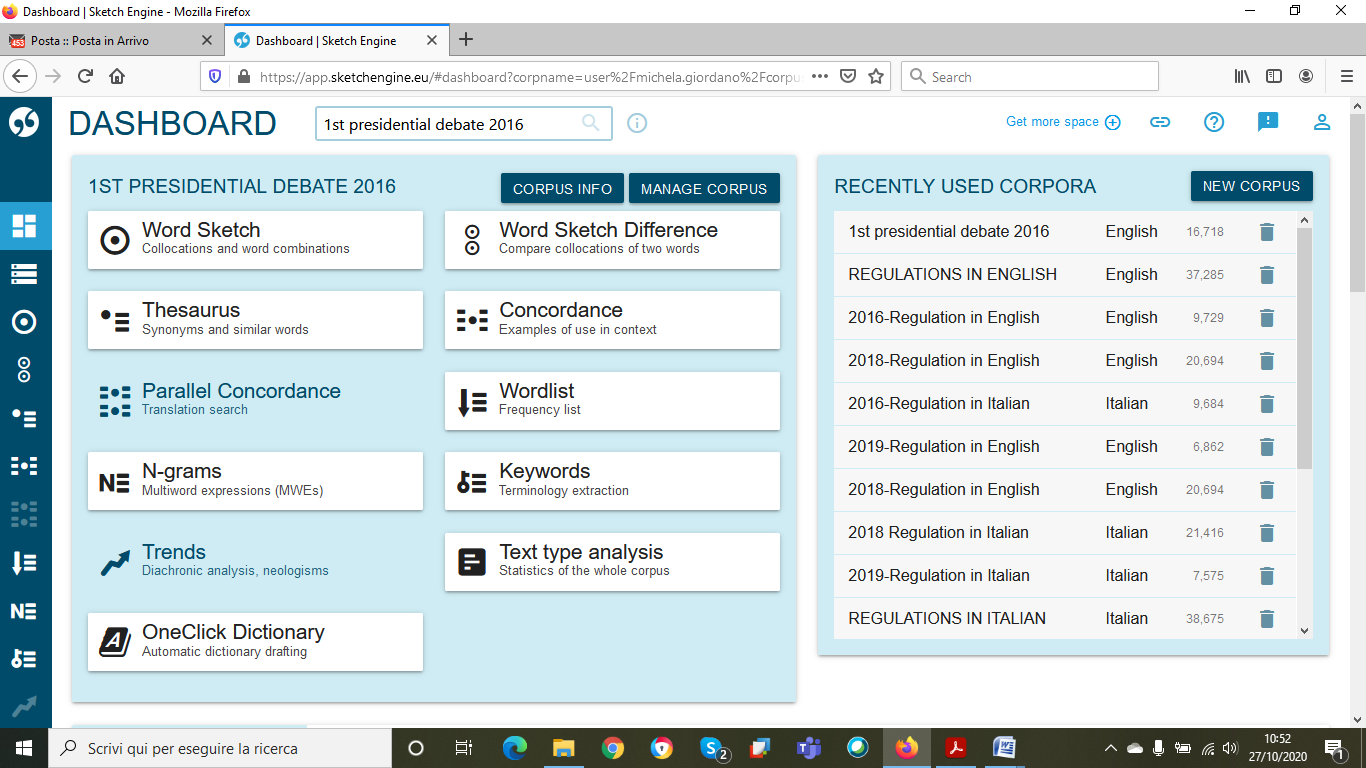 Dashboard | Sketch Engine - Mozilla Firefox
453 Posta :: Posta in Arrivo
Dashboard | Sketch Engine
https://app.sketchengine.eu/#dashboard?corpname=user%2Fmichela.giordano%2Fcorpu
Search
DASHBOARD
1st presidential debate 2016
Get more space
1ST PRESIDENTIAL DEBATE 2016
CORPUS INFO
MANAGE CORPUS
Word Sketch
Collocations and word combinations
Word Sketch Difference
Compare collocations of two words
Thesaurus
Synonyms and similar words
Concordance
Examples of use in context
Parallel Concordance
Translation search
Wordlist
Frequency list
N-grams
Multiword expressions (MWEs)
Keywords
Terminology extraction
Trends
Diachronic analysis, neologisms
Text type analysis
Statistics of the whole corpus
OneClick Dictionary
Automatic dictionary drafting
RECENTLY USED CORPORA
NEW CORPUS
1st presidential debate 2016 English 16,718
REGULATIONS IN ENGLISH English 37,285
2016-Regulation in English English 9,729
2018-Regulation in English English 20,694
2016-Regulation in Italian Italian 9,684
2019-Regulation in English English 6,862
2018-Regulation in English English 20,694
2018 Regulation in Italian Italian 21,416
2019-Regulation in Italian Italian 7,575
REGULATIONS IN ITALIAN Italian 38,675
Scrivi qui per eseguire la ricerca
2
10:52
27/10/2020
1